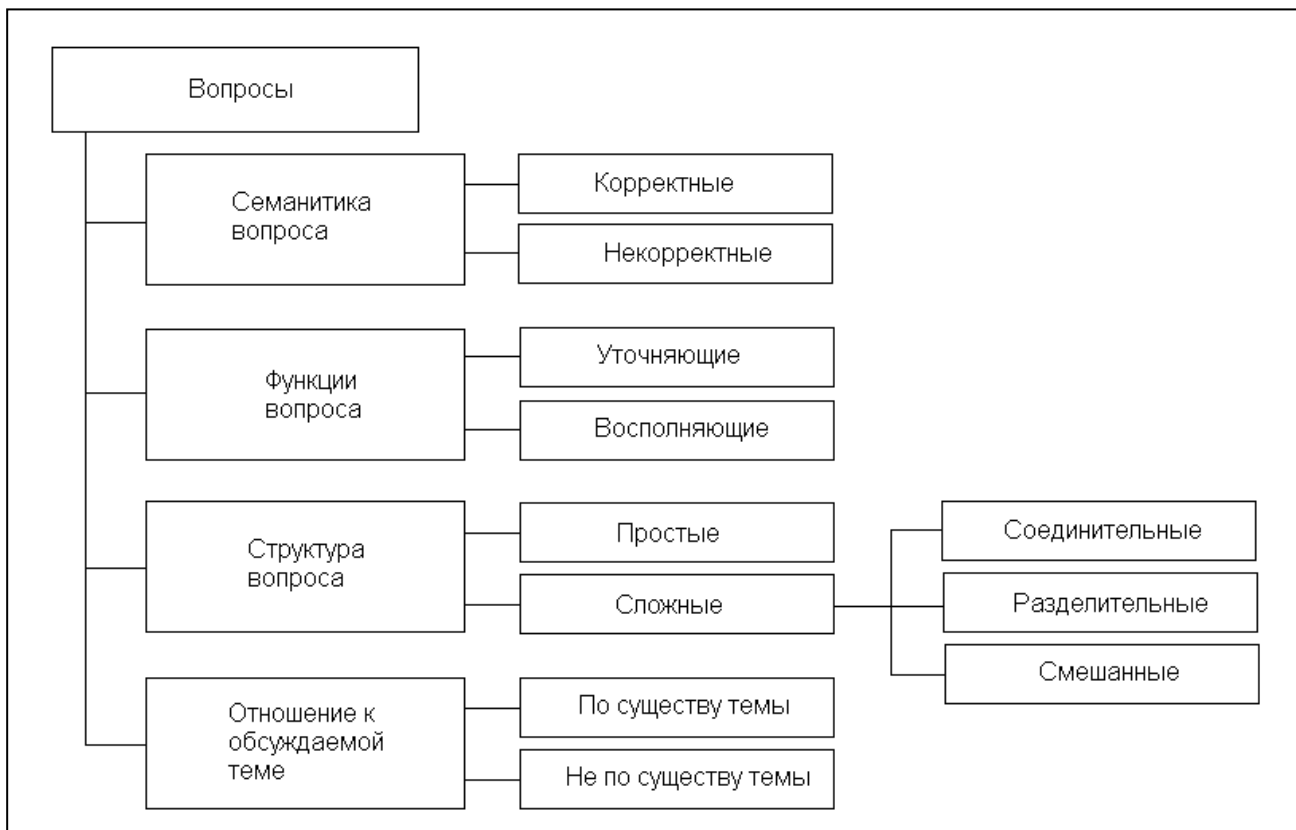 Вопросы
Семанитика
вопроса
Корректные
Некорректные
Функции
вопроса
Уточняющие
Восполняющие
Структура
вопроса
Простые
Сложные
Соединительные
Разделительные
Смешанные
Отношение к
обсуждаемой
теме
По существу темы
Не по существу темы